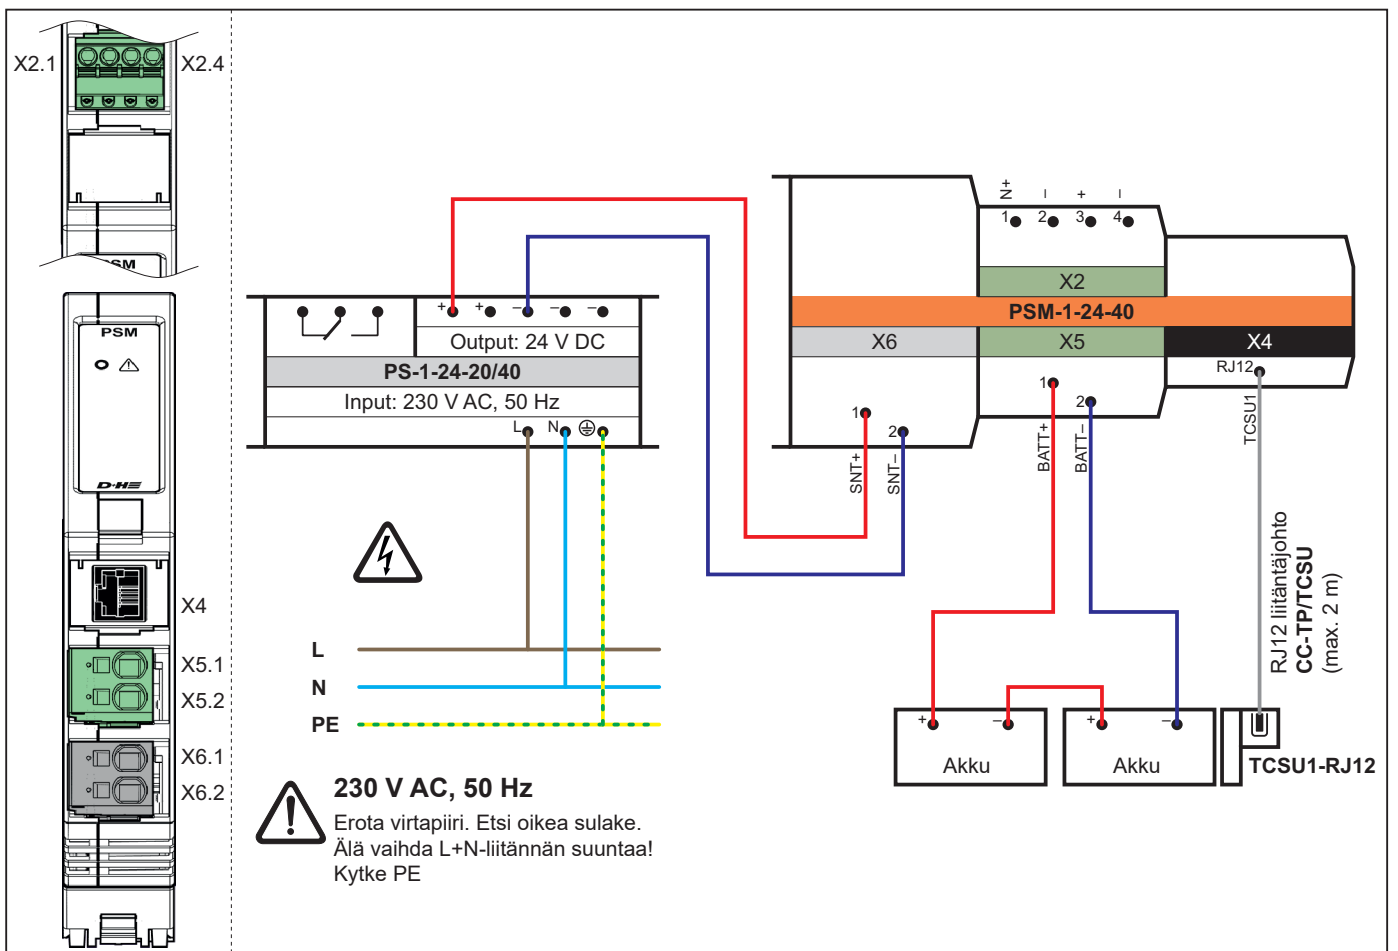 X2.1
X2.4
PSM
PSM
D+H
X4
X5.1
X5.2
X6.1
X6.2
+ + – – –
Output: 24 V DC
PS-1-24-20/40
Input: 230 V AC, 50 Hz
L N
L
N
PE
230 V AC, 50 Hz
Erota virtapiiri. Etsi oikea sulake.
Älä vaihda L+N-liitännän suuntaa!
Kytke PE
N+ – + –
1 2 3 4
X2
PSM-1-24-40
X6 X5 X4
RJ12
1
2
1
2
SNT+
SNT–
BATT+
BATT–
TCSU1
RJ12 liitäntäjohto
CC-TP/TCSU
(max. 2 m)
+ – + –
Akku
Akku
TCSU1-RJ12